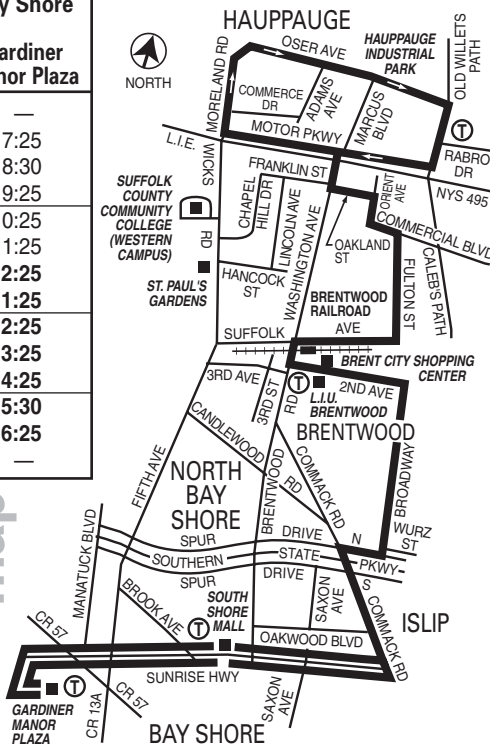 y Shore
ardiner
nor Plaza
—
7:25
8:30
9:25
0:25
1:25
2:25
1:25
2:25
3:25
4:25
5:30
6:25
—
map
HAUPPAUGE
NORTH
MORELAND RD
OSER AVE
HAUPPAUGE
INDUSTRIAL
PARK
OLD WILLETS
PATH
COMMERCE
DR
ADAMS
AVE
MARCUS
BLVD
MOTOR PKWY
T
L.I.E.
WICKS
RD
FRANKLIN ST
RABRO
DR
NYS 495
SUFFOLK
COUNTY
COMMUNITY
COLLEGE
(WESTERN
CAMPUS)
CHAPEL
HILL DR
LINCOLN AVE
WASHINGTON AVE
ORIENT
AVE
OAKLAND
ST
COMMERCIAL BLVD
ST. PAUL'S
GARDENS
HANCOCK
ST
BRENTWOOD
RAILROAD
AVE
FULTON ST
CALEB'S PATH
SUFFOLK
BRENT CITY SHOPPING
CENTER
3RD AVE
3RD ST
T
RD
L.I.U.
BRENTWOOD
2ND AVE
BRENTWOOD
CANDLEWOOD
RD
FIFTH AVE
NORTH
BAY
SHORE
BRENTWOOD
COMMACK RD
BROADWAY
MANATUCK BLVD
SPUR
DRIVE
N
WURZ
ST
SOUTHERN
STATE
PKWY
SPUR
DRIVE
S
BROOK AVE
SOUTH
SHORE
MALL
SAXON
AVE
COMMACK RD
ISLIP
CR 57
T
OAKWOOD BLVD
SUNRISE HWY
T
GARDINER
MANOR
PLAZA
CR 13A
CR 57
BAY SHORE
SAXON
AVE